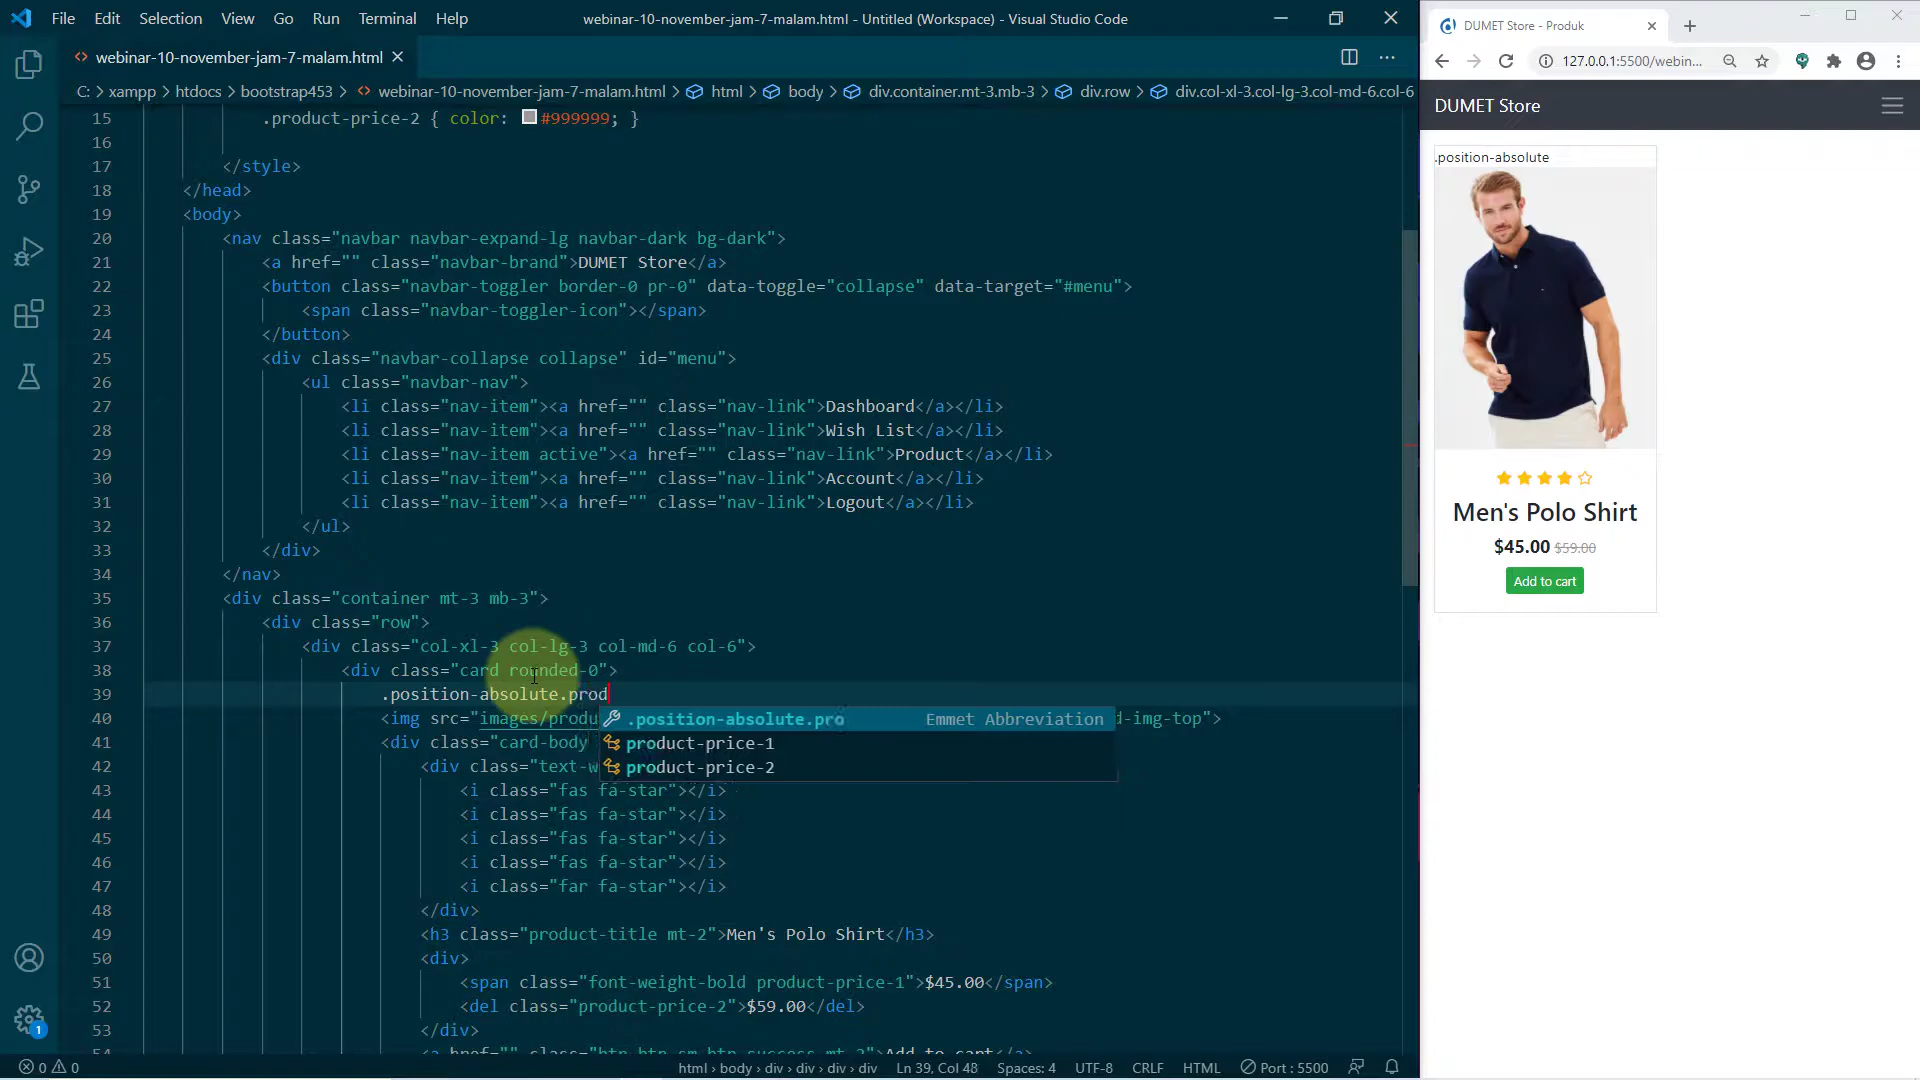 File Edit Selection View Go Run Terminal Help
webinar-10-november-jam-7-malam.html - Untitled (Workspace) - Visual Studio Code
webinar-10-november-jam-7-malam.html
C: > xampp > htdocs > bootstrap453 > webinar-10-november-jam-7-malam.html > html > body > div.container.mt-3.mb-3 > div.row > div.col-xl-3.col-lg-3.col-md-6.col-6
15 .product-price-2 { color: #999999; }
16
17 </style>
18 </head>
19 <body>
20 <nav class="navbar navbar-expand-lg navbar-dark bg-dark">
21 <a href="" class="navbar-brand">DUMET Store</a>
22 <button class="navbar-toggler border-0 pr-0" data-toggle="collapse" data-target="#menu">
23 <span class="navbar-toggler-icon"></span>
24 </button>
25 <div class="navbar-collapse collapse" id="menu">
26 <ul class="navbar-nav">
27 <li class="nav-item"><a href="" class="nav-link">Dashboard</a></li>
28 <li class="nav-item"><a href="" class="nav-link">Wish List</a></li>
29 <li class="nav-item active"><a href="" class="nav-link">Product</a></li>
30 <li class="nav-item"><a href="" class="nav-link">Account</a></li>
31 <li class="nav-item"><a href="" class="nav-link">Logout</a></li>
32 </ul>
33 </div>
34 </nav>
35 <div class="container mt-3 mb-3">
36 <div class="row">
37 <div class="col-xl-3 col-lg-3 col-md-6 col-6">
38 <div class="card rounded-0">
39 .position-absolute.prod
40 <img src="images/produ d-img-top">
.position-absolute.pro Emmet Abbreviation
41 <div class="card-body
product-price-1
42 <div class="text-w
product-price-2
43 <i class="fas fa-star"></i>
44 <i class="fas fa-star"></i>
45 <i class="fas fa-star"></i>
46 <i class="fas fa-star"></i>
47 <i class="far fa-star"></i>
48 </div>
49 <h3 class="product-title mt-2">Men's Polo Shirt</h3>
50 <div>
51 <span class="font-weight-bold product-price-1">$45.00</span>
52 <del class="product-price-2">$59.00</del>
53 </div>
54 <a href="" class="btn btn-sm btn-success mt-2">Add to cart</a>
1
0 0 html > body > div > div > div > div Ln 39, Col 48 Spaces: 4 UTF-8 CRLF HTML Port : 5500
DUMET Store - Produk
127.0.0.1:5500/webin...
DUMET Store
.position-absolute
Men's Polo Shirt
$45.00 $59.00
Add to cart